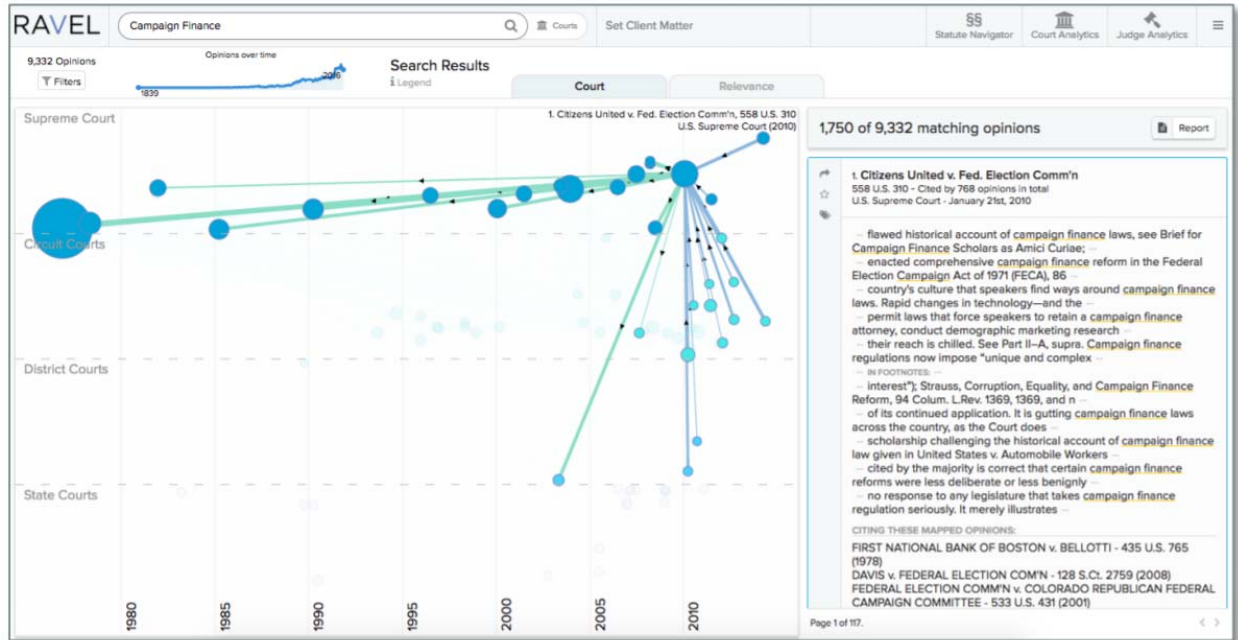 RAVEL
Campaign Finance
Courts
Set Client Matter
§§
Statute Navigator
Court Analytics
Judge Analytics
9,332 Opinions
Filters
Opinions over time
1839
2016
Search Results
Legend
Court
Relevance
Supreme Court
1. Citizens United v. Fed. Election Comm'n, 558 U.S. 310
U.S. Supreme Court (2010)
Circuit Courts
District Courts
State Courts
1980
1985
1990
1995
2000
2005
2010
1,750 of 9,332 matching opinions
Report
1. Citizens United v. Fed. Election Comm'n
558 U.S. 310 - Cited by 768 opinions in total
U.S. Supreme Court - January 21st, 2010
··· flawed historical account of campaign finance laws, see Brief for
Campaign Finance Scholars as Amici Curiae;
··· enacted comprehensive campaign finance reform in the Federal
Election Campaign Act of 1971 (FECA), 86 ···
··· country's culture that speakers find ways around campaign finance
laws. Rapid changes in technology—and the ···
··· permit laws that force speakers to retain a campaign finance
attorney, conduct demographic marketing research ···
··· their reach is chilled. See Part II–A, supra. Campaign finance
regulations now impose "unique and complex ···
··· IN FOOTNOTES: ···
··· interest"); Strauss, Corruption, Equality, and Campaign Finance
Reform, 94 Colum. L.Rev. 1369, 1369, and n ···
··· of its continued application. It is gutting campaign finance laws
across the country, as the Court does ···
··· scholarship challenging the historical account of campaign finance
law given in United States v. Automobile Workers ···
··· cited by the majority is correct that certain campaign finance
reforms were less deliberate or less benignly ···
··· no response to any legislature that takes campaign finance
regulation seriously. It merely illustrates ···
CITING THESE MAPPED OPINIONS:
FIRST NATIONAL BANK OF BOSTON v. BELLOTTI - 435 U.S. 765
(1978)
DAVIS v. FEDERAL ELECTION COM'N - 128 S.Ct. 2759 (2008)
FEDERAL ELECTION COMM'N v. COLORADO REPUBLICAN FEDERAL
CAMPAIGN COMMITTEE - 533 U.S. 431 (2001)
Page 1 of 117.